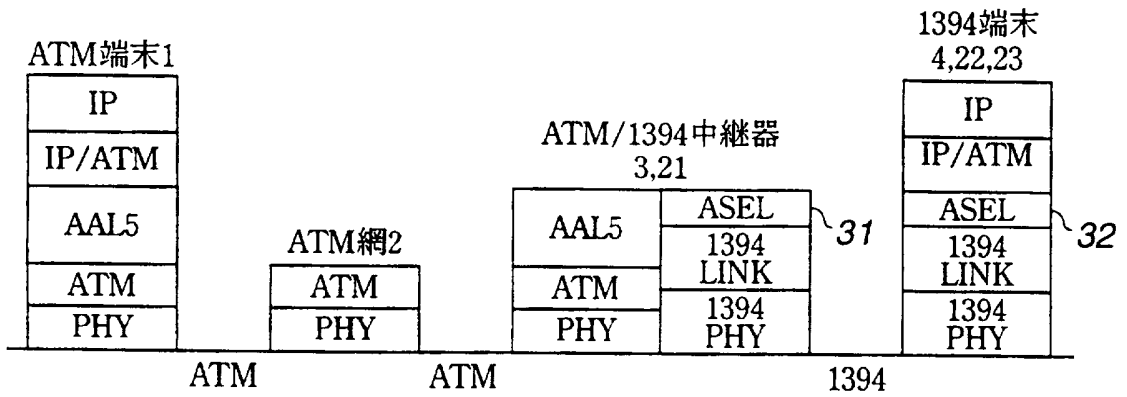 ATM端末1
IP
IP/ATM
AAL5
ATM
PHY
ATM網2
ATM
PHY
ATM/1394中継器
3,21
AAL5
ATM
PHY
ASEL
1394
LINK
1394
PHY
31
1394端末
4,22,23
IP
IP/ATM
ASEL
1394
LINK
1394
PHY
32
ATM
ATM
1394